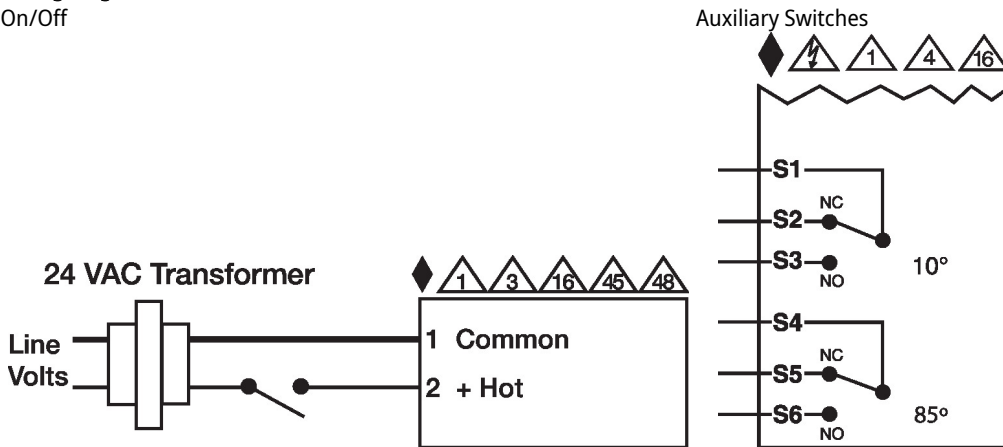 On/Off
Auxiliary Switches
1 4 16
S1
NC
S2
S3
NO
10°
S4
NC
S5
S6
NO
85°
24 VAC Transformer
1 3 16 45 48
Line
Volts
1 Common
2 + Hot